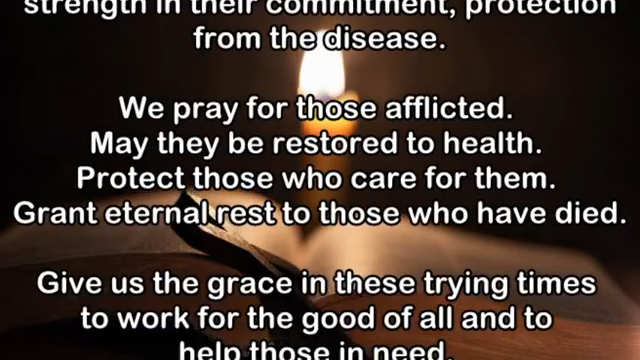 strength in their commitment, protection
from the disease.
We pray for those afflicted.
May they be restored to health.
Protect those who care for them.
Grant eternal rest to those who have died.
Give us the grace in these trying times
to work for the good of all and to
help those in need.